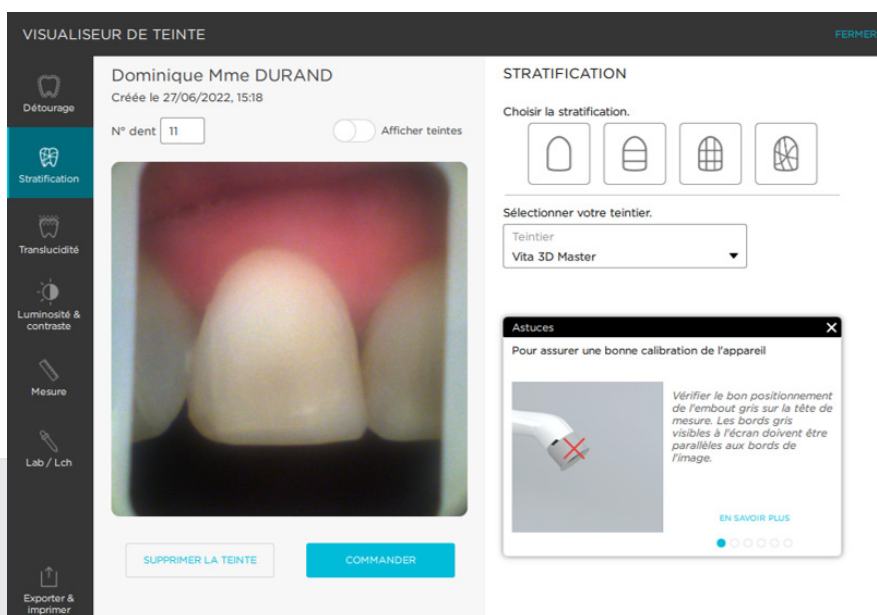 VISUALISEUR DE TEINTE
FERMER
Détourage
Stratification
Translucidité
Luminosité &
contraste
Mesure
Lab / Lch
Exporter &
imprimer
Dominique Mme DURAND
Créée le 27/06/2022, 15:18
N° dent 11
Afficher teintes
SUPPRIMER LA TEINTE
COMMANDER
STRATIFICATION
Choisir la stratification.
Sélectionner votre teintier.
Teintier
Vita 3D Master
Astuces
Pour assurer une bonne calibration de l'appareil
Vérifier le bon positionnement
de l'embout gris sur la tête de
mesure. Les bords gris
visibles à l'écran doivent être
parallèles aux bords de
l'image.
EN SAVOIR PLUS